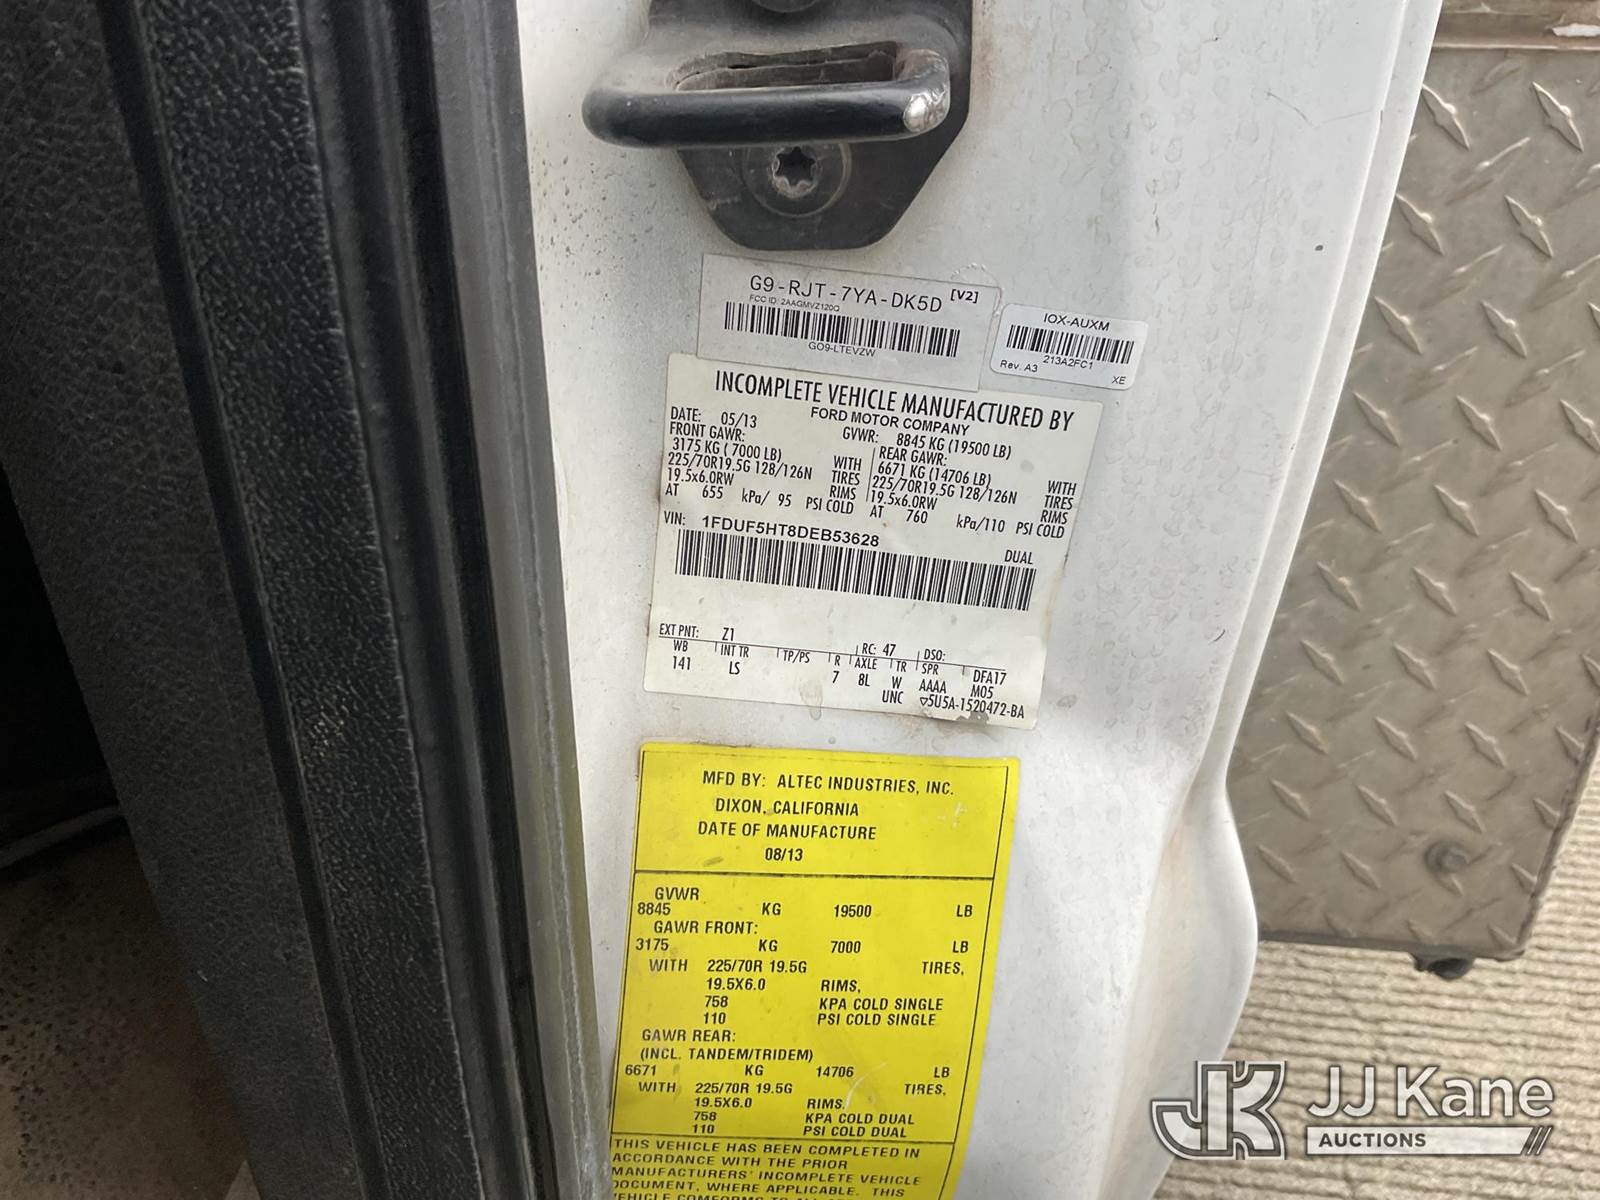 G9-RJT-7YA-DK5D [V2]
FCC ID: 2AAGMVZ120Q
GO9-LTEVZW
IOX-AUXM
213A2FC1
Rev. A3 XE
INCOMPLETE VEHICLE MANUFACTURED BY
FORD MOTOR COMPANY
DATE: 05/13 GVWR: 8845 KG (19500 LB)
FRONT GAWR: REAR GAWR:
3175 KG ( 7000 LB) WITH 6671 KG (14706 LB) WITH
225/70R19.5G 128/126N TIRES 225/70R19.5G 128/126N TIRES
19.5x6.0RW RIMS 19.5x6.0RW RIMS
AT 655 kPa/ 95 PSI COLD AT 760 kPa/110 PSI COLD
VIN: 1FDUF5HT8DEB53628 DUAL
EXT PNT: Z1 RC: 47 DSO:
WB INT TR TP/PS R AXLE TR SPR DFA17
141 LS 7 8L W AAAA M05
UNC 5U5A-1520472-BA
MFD BY: ALTEC INDUSTRIES, INC.
DIXON, CALIFORNIA
DATE OF MANUFACTURE
08/13
GVWR
8845 KG 19500 LB
GAWR FRONT:
3175 KG 7000 LB
WITH 225/70R 19.5G TIRES,
19.5X6.0 RIMS,
758 KPA COLD SINGLE
110 PSI COLD SINGLE
GAWR REAR:
(INCL. TANDEM/TRIDEM)
6671 KG 14706 LB
WITH 225/70R 19.5G TIRES,
19.5X6.0 RIMS,
758 KPA COLD DUAL
110 PSI COLD DUAL
THIS VEHICLE HAS BEEN COMPLETED IN
ACCORDANCE WITH THE PRIOR
MANUFACTURERS' INCOMPLETE VEHICLE
DOCUMENT, WHERE APPLICABLE. THIS
VEHICLE CONFORMS TO ALL
JK JJ Kane
AUCTIONS